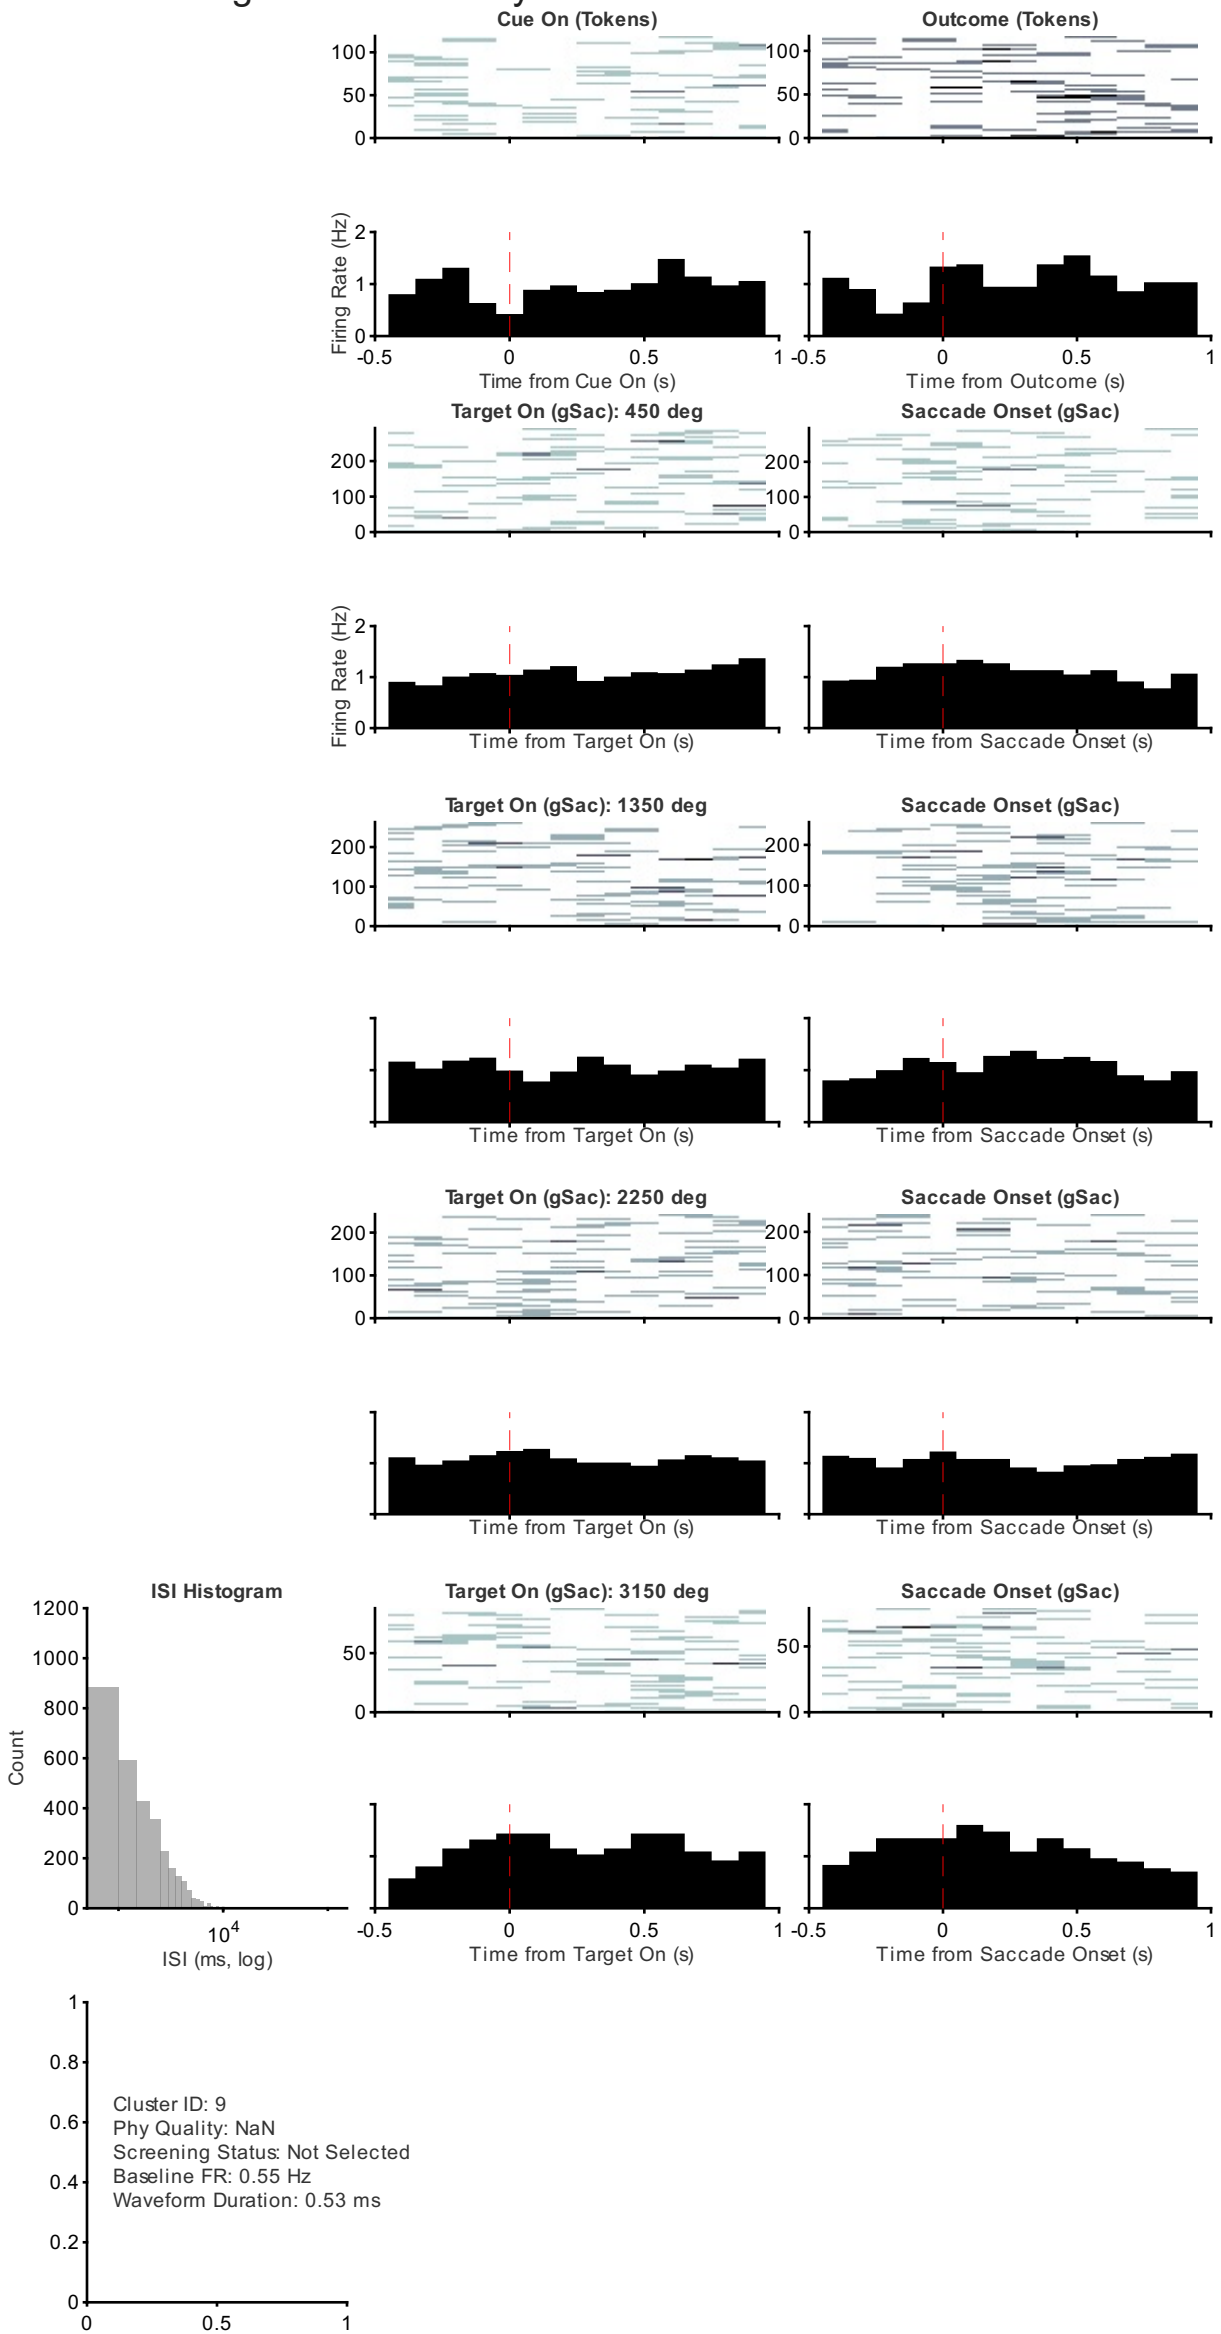 Cue On (Tokens)
Outcome (Tokens)
100
50
0
100
50
0
Firing Rate (Hz)
2
1
0
-0.5 0 0.5 1
-0.5 0 0.5 1
Time from Cue On (s)
Time from Outcome (s)
Target On (gSac): 450 deg
Saccade Onset (gSac)
200
100
0
200
100
0
Firing Rate (Hz)
2
1
0
Time from Target On (s)
Time from Saccade Onset (s)
Target On (gSac): 1350 deg
Saccade Onset (gSac)
200
100
0
200
100
0
Time from Target On (s)
Time from Saccade Onset (s)
Target On (gSac): 2250 deg
Saccade Onset (gSac)
200
100
0
200
100
0
Time from Target On (s)
Time from Saccade Onset (s)
ISI Histogram
Target On (gSac): 3150 deg
Saccade Onset (gSac)
1200
1000
800
600
400
200
0
Count
10^4
ISI (ms, log)
50
0
50
0
-0.5 0 0.5 1
-0.5 0 0.5 1
Time from Target On (s)
Time from Saccade Onset (s)
1
0.8
0.6
0.4
0.2
0
Cluster ID: 9
Phy Quality: NaN
Screening Status: Not Selected
Baseline FR: 0.55 Hz
Waveform Duration: 0.53 ms
0 0.5 1